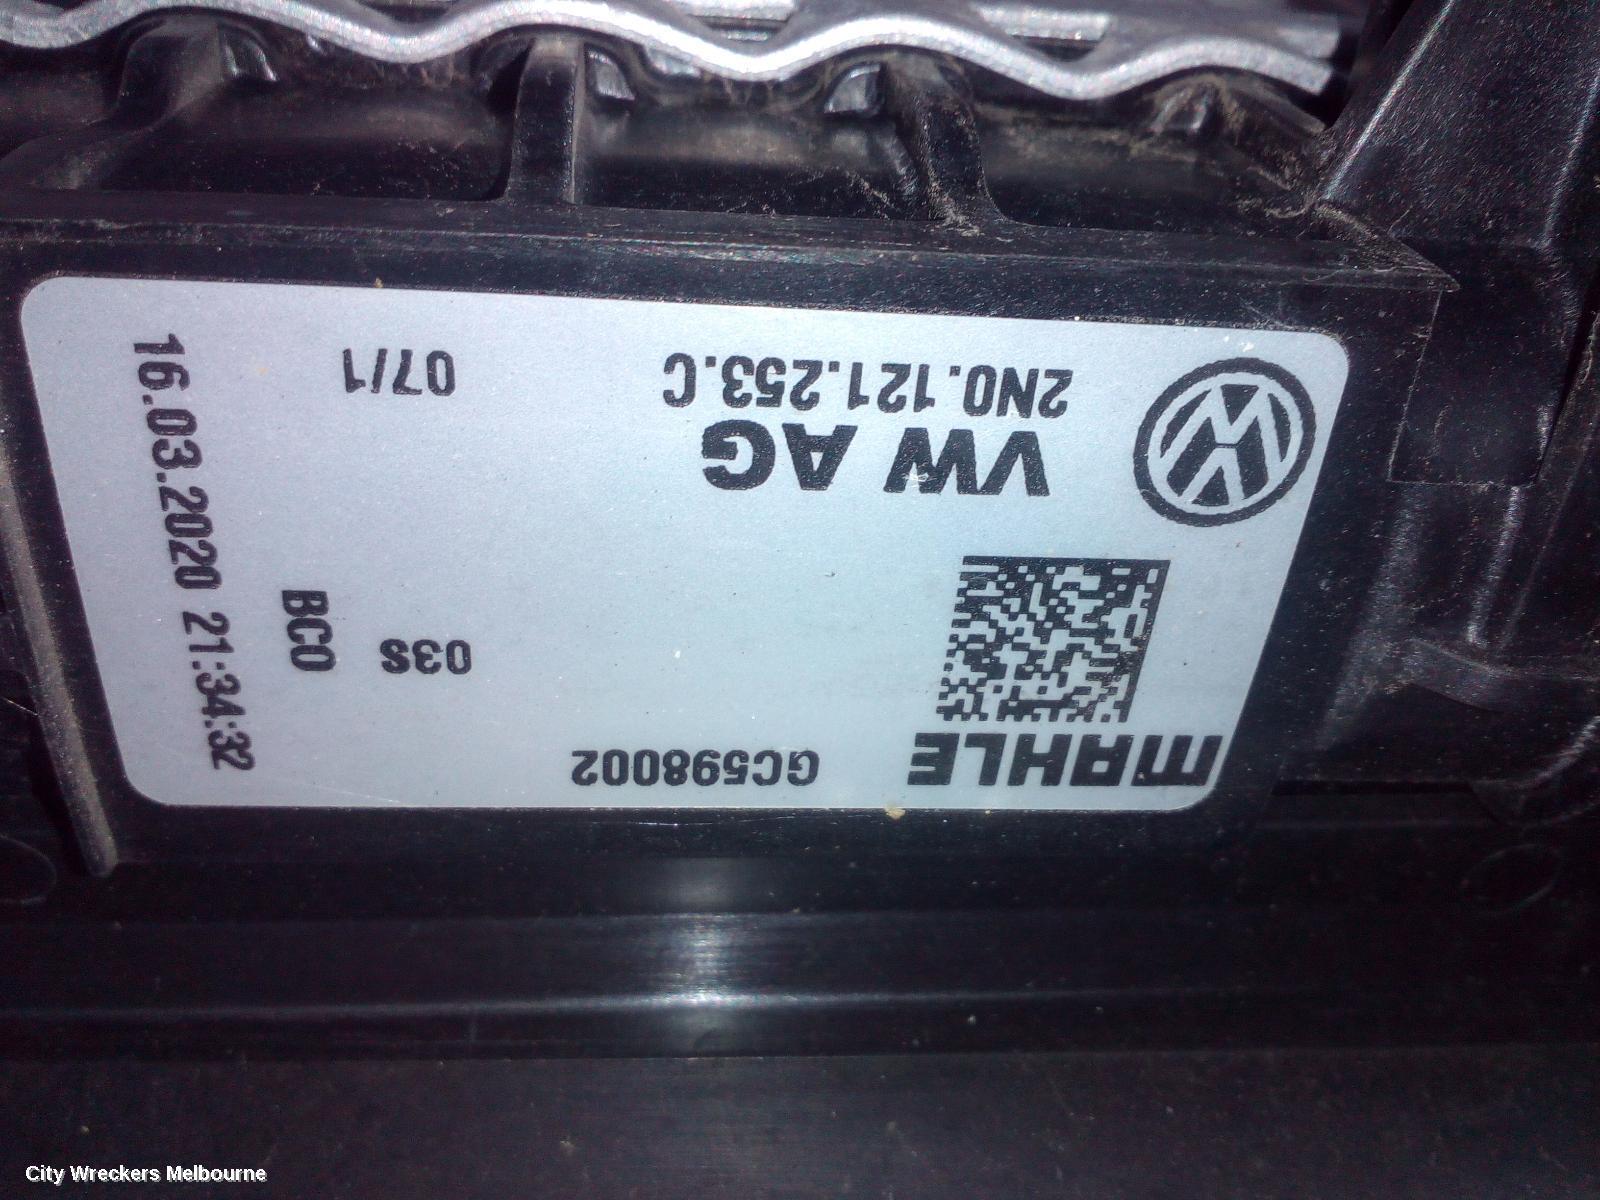 MAHLE GC598002
03S
BC0
VW AG
2N0.121.253.C
07/1
16.03.2020 21:34:32
City Wreckers Melbourne